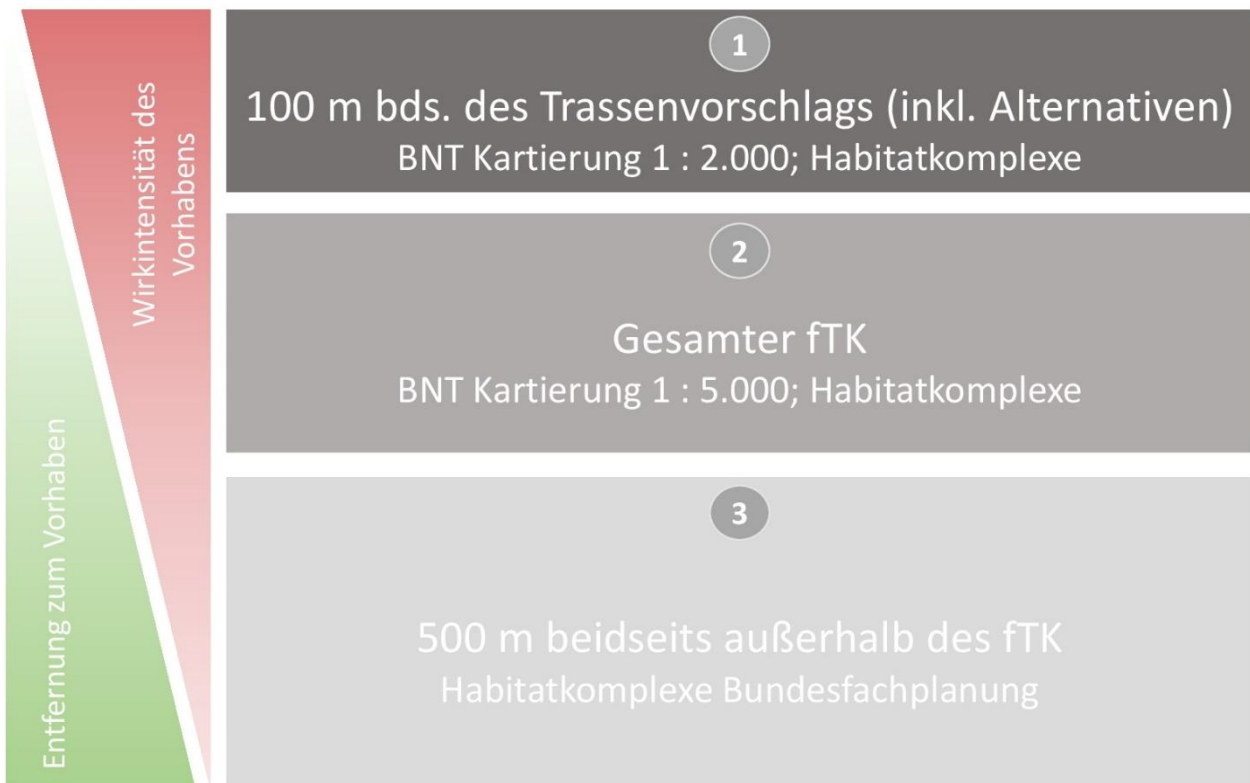 Wirkintensität des
Vorhabens
Entfernung zum Vorhaben
1
100 m bds. des Trassenvorschlags (inkl. Alternativen)
BNT Kartierung 1 : 2.000; Habitatkomplexe
2
Gesamter fTK
BNT Kartierung 1 : 5.000; Habitatkomplexe
3
500 m beidseits außerhalb des fTK
Habitatkomplexe Bundesfachplanung